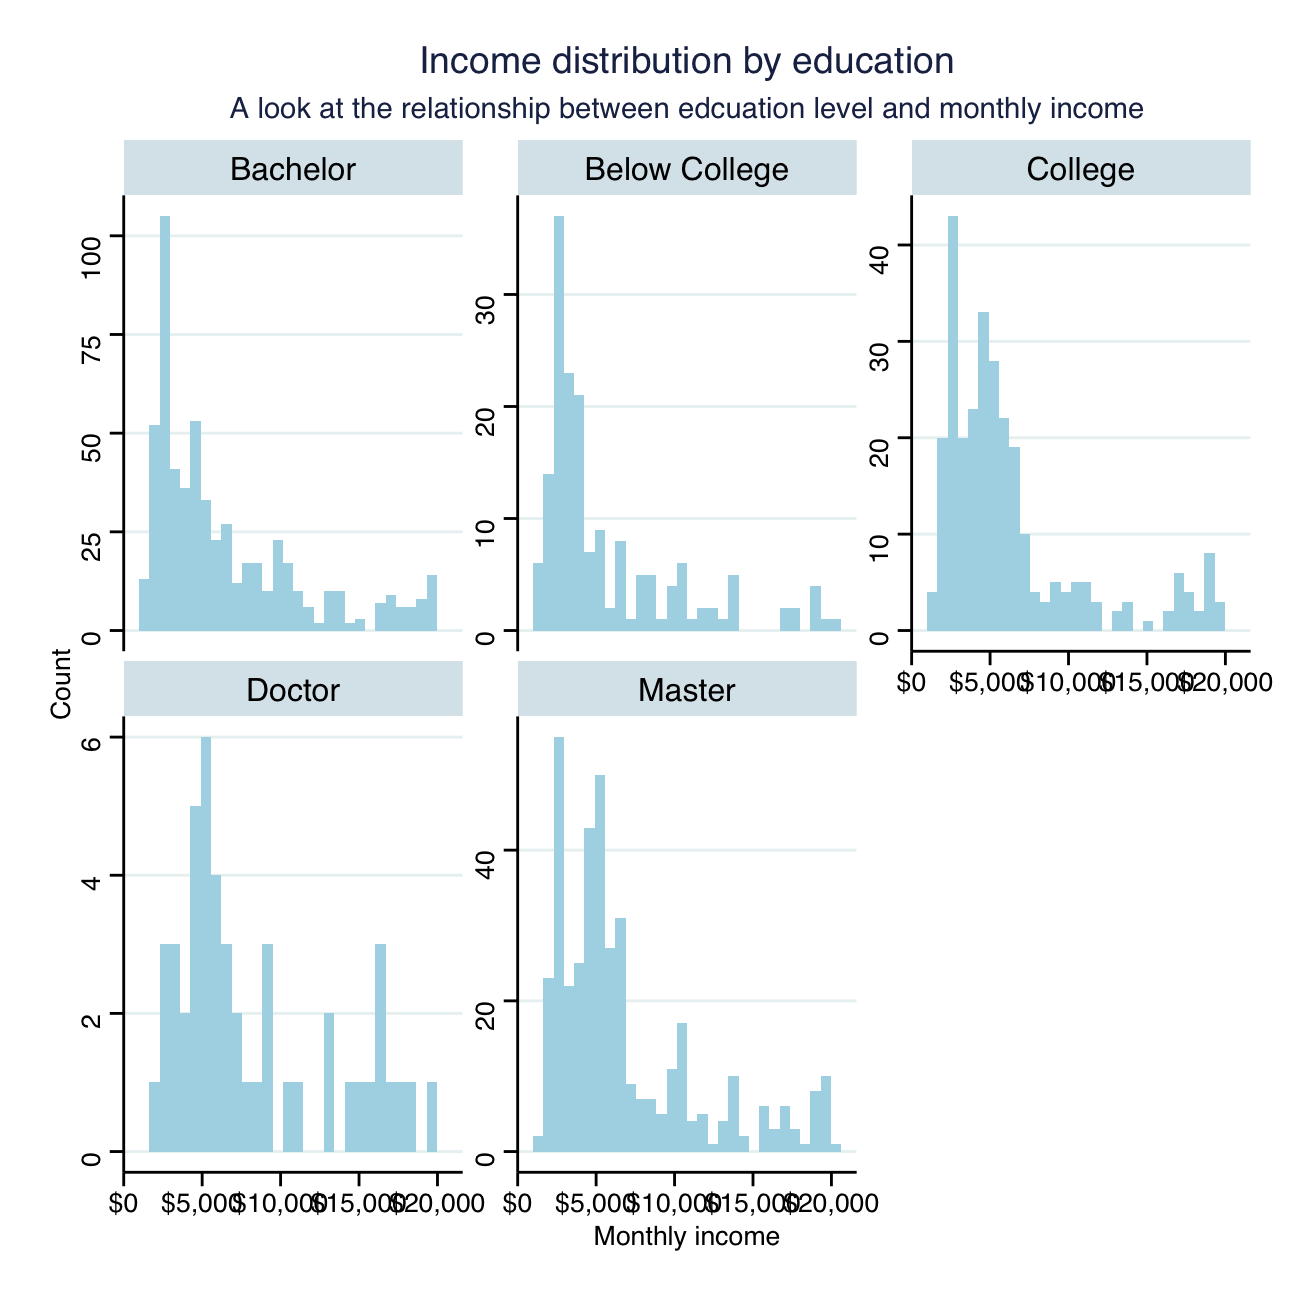 Income distribution by education
A look at the relationship between edcuation level and monthly income
Bachelor
Below College
College
100
75
50
25
0
30
20
10
0
40
30
20
10
0
$0 $5,000 $10,000 $15,000 $20,000
Count
Doctor
Master
6
4
2
0
40
20
0
$0 $5,000 $10,000 $15,000 $20,000
$0 $5,000 $10,000 $15,000 $20,000
Monthly income